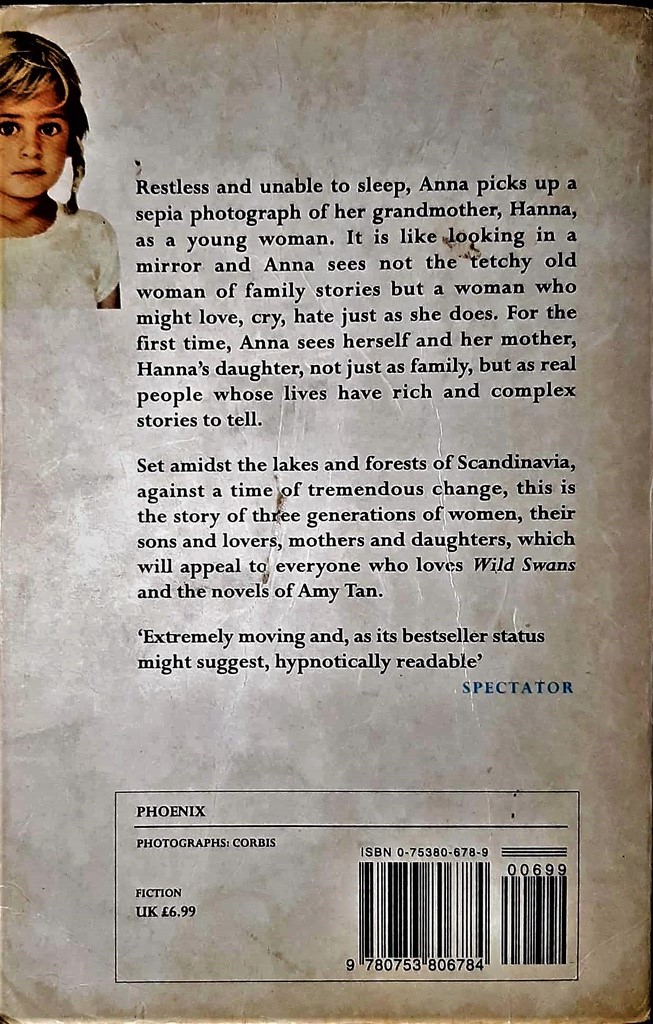 Restless and unable to sleep, Anna picks up a
sepia photograph of her grandmother, Hanna,
as a young woman. It is like looking in a
mirror and Anna sees not the tetchy old
woman of family stories but a woman who
might love, cry, hate just as she does. For the
first time, Anna sees herself and her mother,
Hanna's daughter, not just as family, but as real
people whose lives have rich and complex
stories to tell.
Set amidst the lakes and forests of Scandinavia,
against a time of tremendous change, this is
the story of three generations of women, their
sons and lovers, mothers and daughters, which
will appeal to everyone who loves Wild Swans
and the novels of Amy Tan.
'Extremely moving and, as its bestseller status
might suggest, hypnotically readable'
SPECTATOR
PHOENIX
PHOTOGRAPHS: CORBIS
FICTION
UK £6.99
ISBN 0-75380-678-9
00699
9 780753 806784